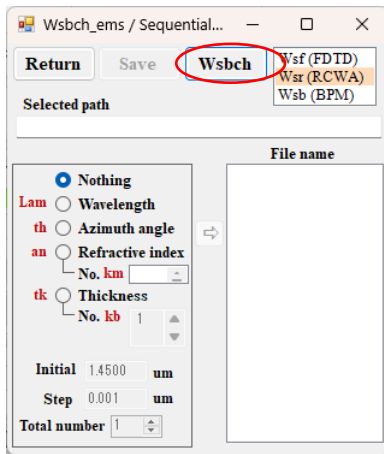 Wsbch_ems / Sequential...
Return Save Wsbch
Wsf (FDTD)
Wsr (RCWA)
Wsb (BPM)
Selected path
File name
Nothing
Lam Wavelength
th Azimuth angle
an Refractive index
No. km
tk Thickness
No. kb 1
Initial 1.4500 um
Step 0.001 um
Total number 1